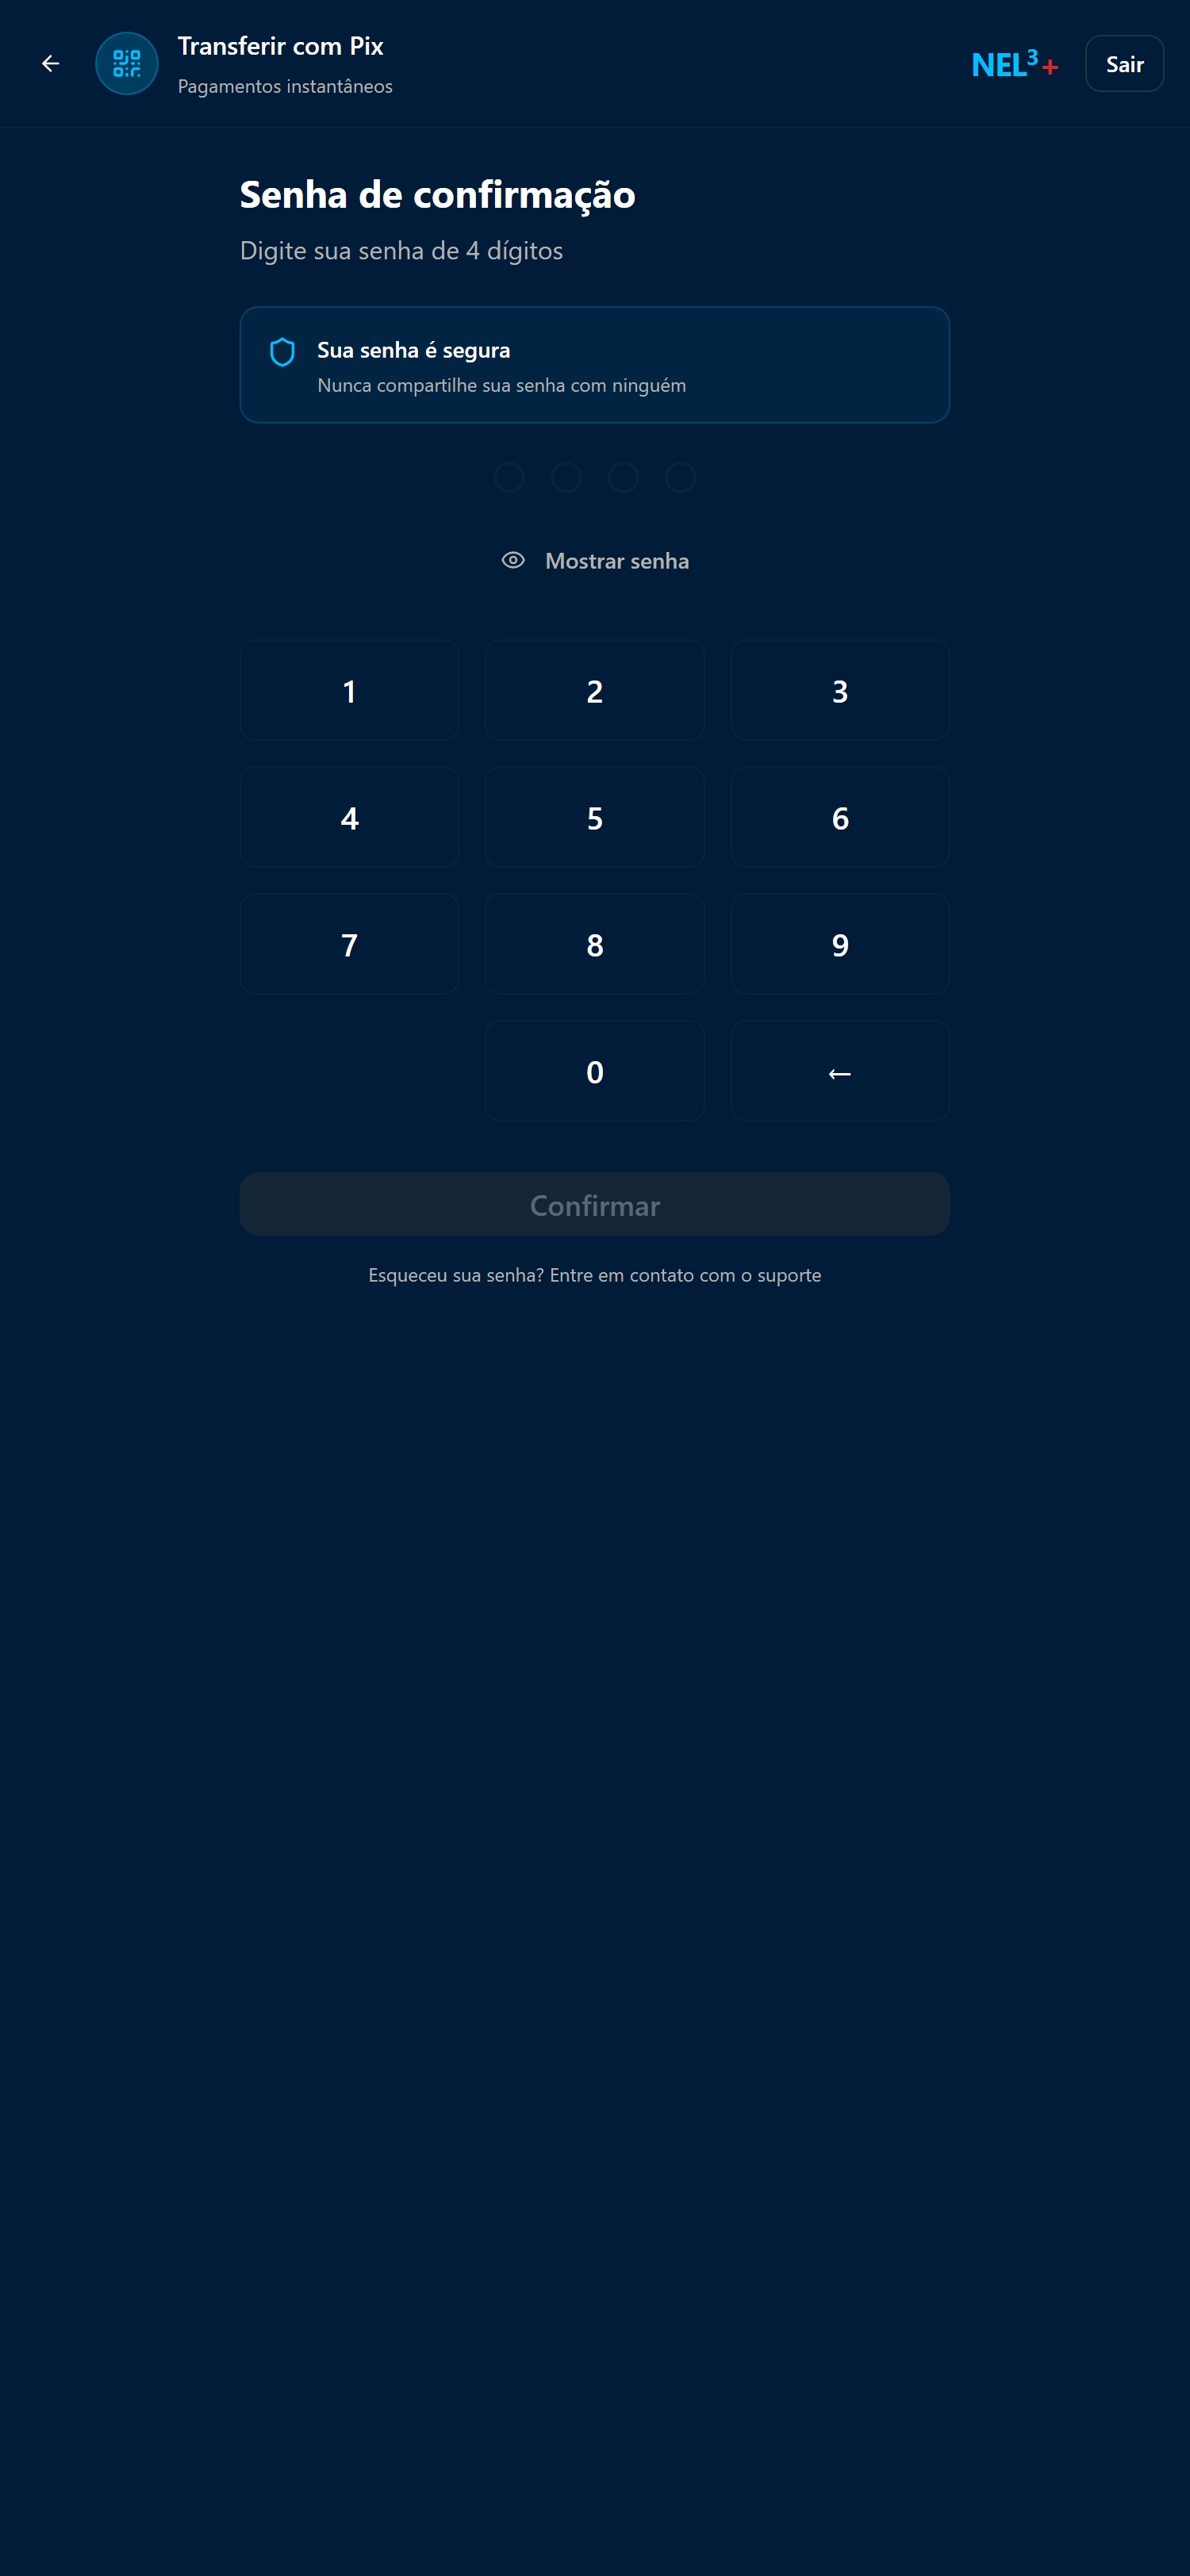 Transferir com Pix
Pagamentos instantâneos
NEL³+
Sair
Senha de confirmação
Digite sua senha de 4 dígitos
Sua senha é segura
Nunca compartilhe sua senha com ninguém
Mostrar senha
1 2 3
4 5 6
7 8 9
0 ←
Confirmar
Esqueceu sua senha? Entre em contato com o suporte